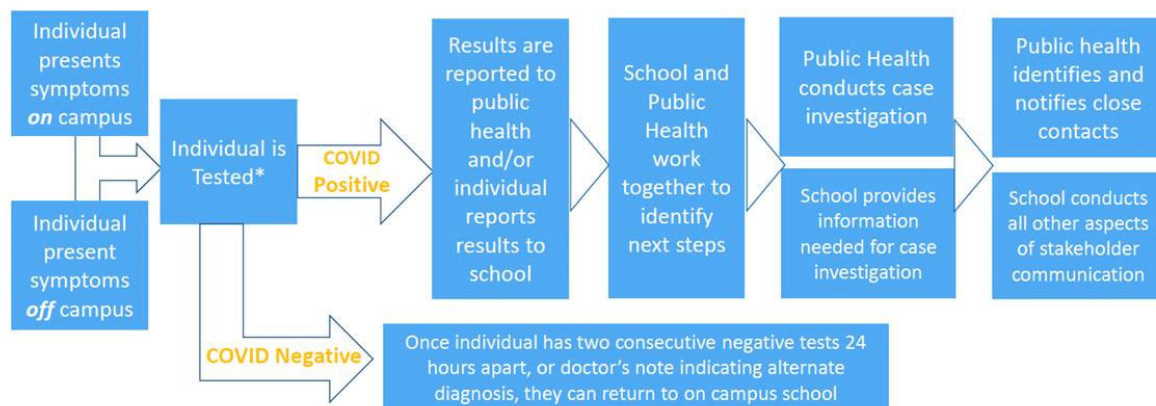 Individual
presents
symptoms
on campus
Individual
present
symptoms
off campus
Individual is
Tested*
COVID
Positive
COVID Negative
Results are
reported to
public
health
and/or
individual
reports
results to
school
School and
Public
Health
work
together to
identify
next steps
Public Health
conducts case
investigation
School provides
information
needed for case
investigation
Public health
identifies and
notifies close
contacts
School conducts
all other aspects
of stakeholder
communication
Once individual has two consecutive negative tests 24
hours apart, or doctor's note indicating alternate
diagnosis, they can return to on campus school